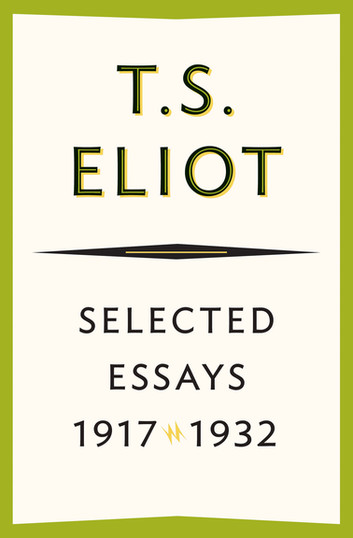 T.S.
ELIOT
SELECTED
ESSAYS
1917 1932